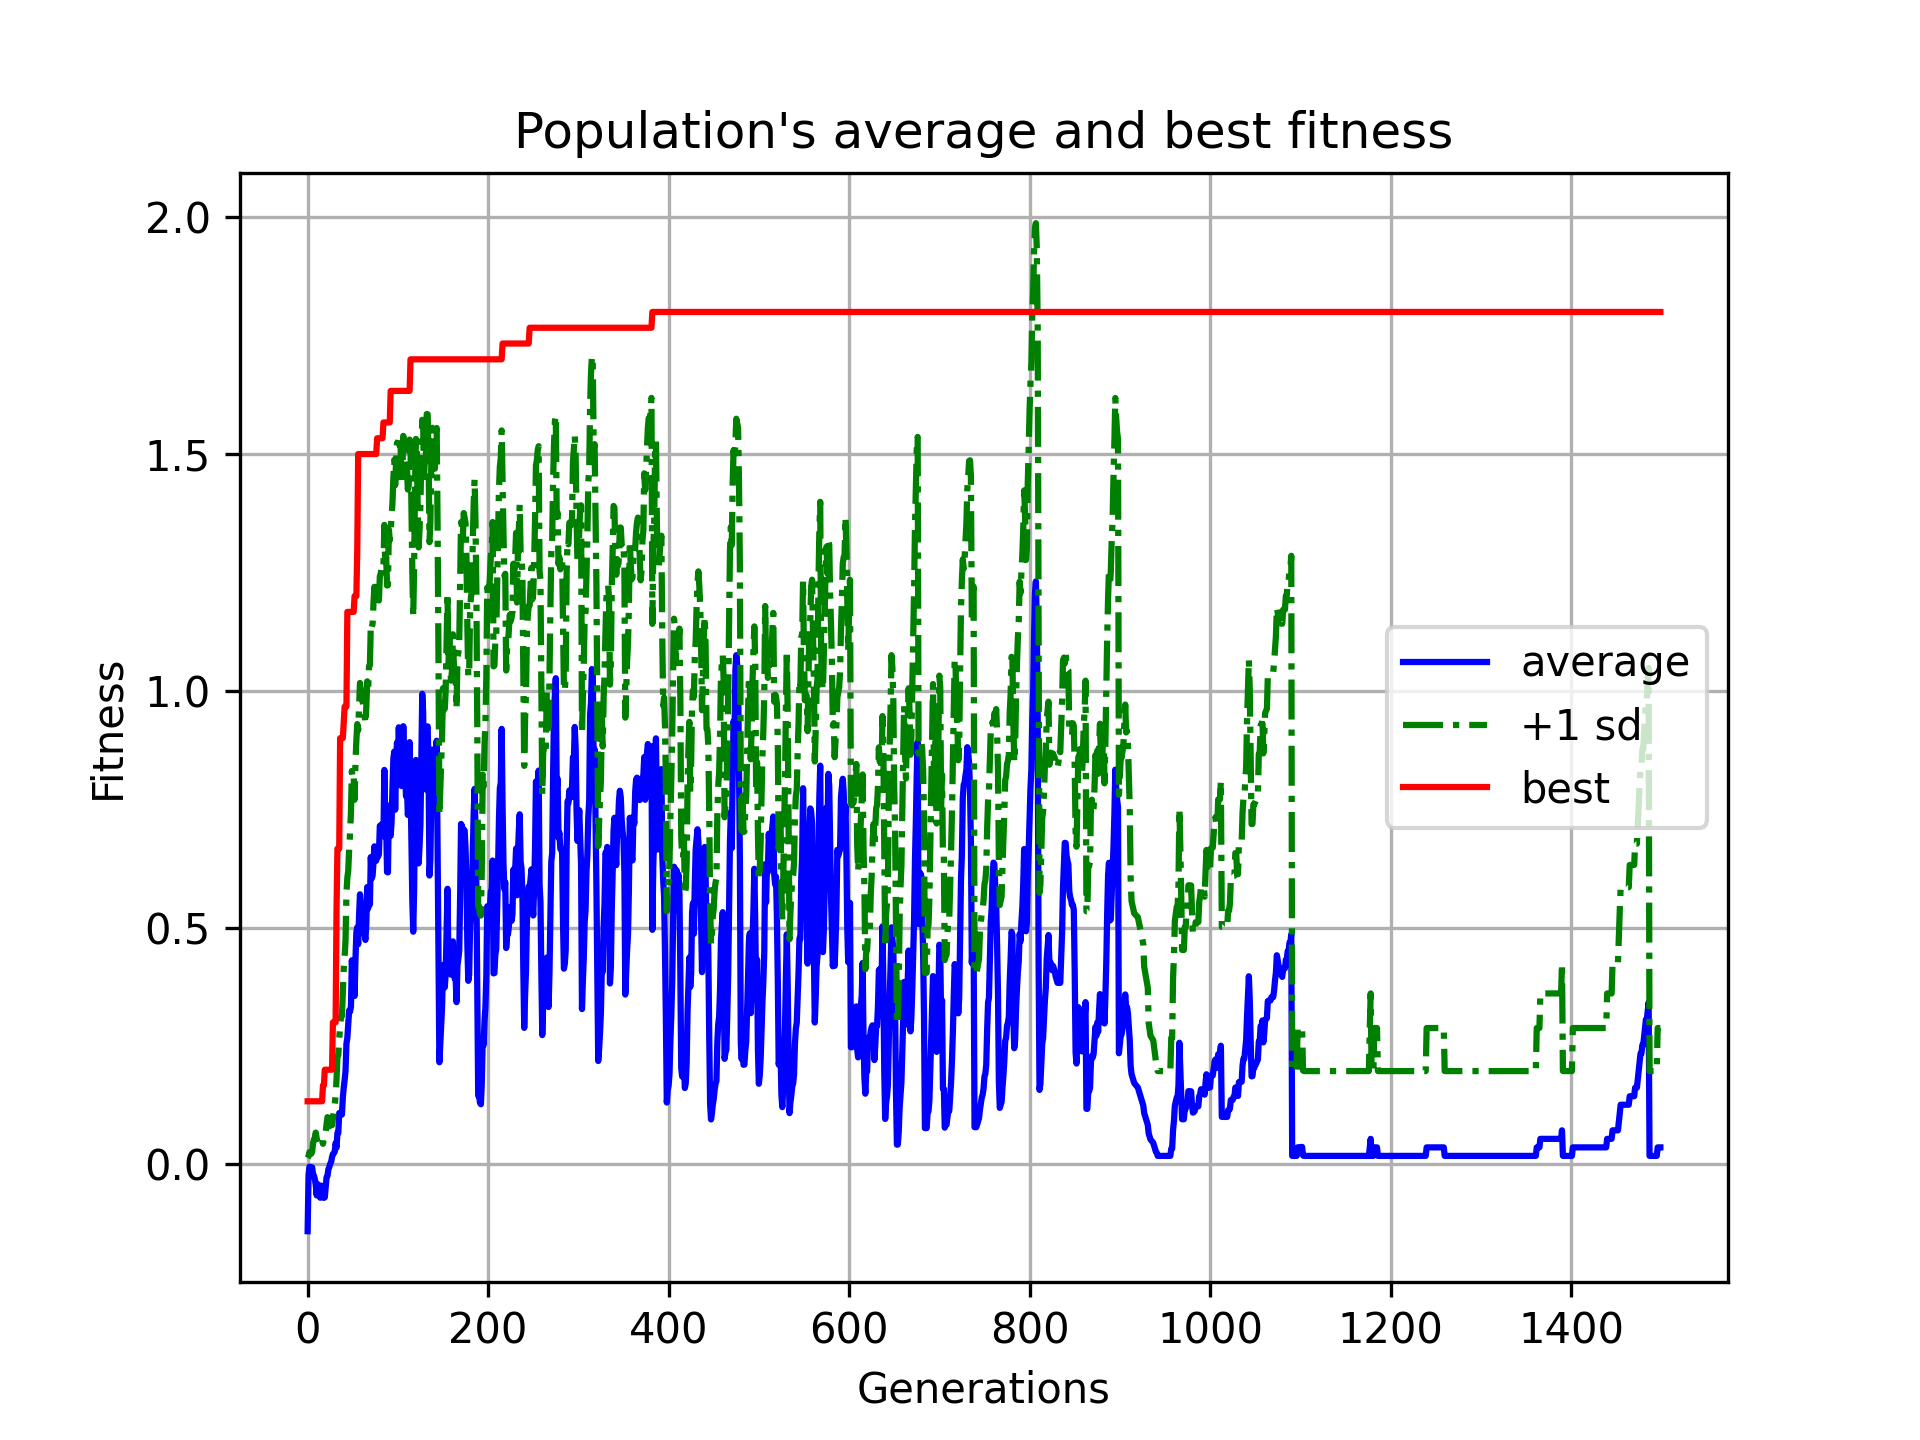 Population's average and best fitness
2.0
1.5
1.0
0.5
0.0
Fitness
average
+1 sd
best
0 200 400 600 800 1000 1200 1400
Generations